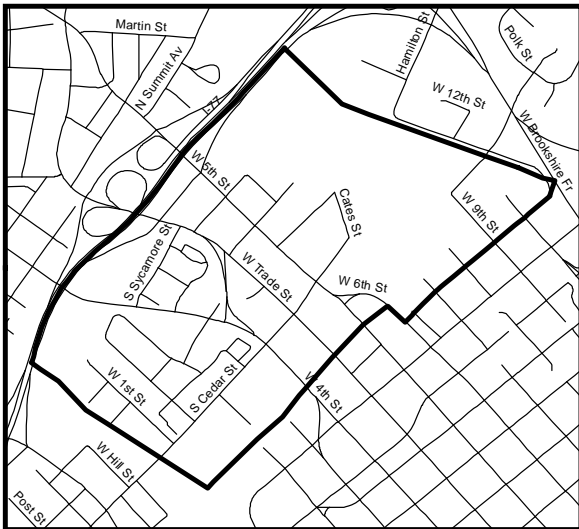 Martin St
N Summit Av
Hamilton St
Polk St
W 12th St
I-77
W Brookshire Fr
W 5th St
Cates St
W 9th St
S Sycamore St
W Trade St
W 6th St
W 1st St
S Cedar St
W 4th St
W Hill St
Post St